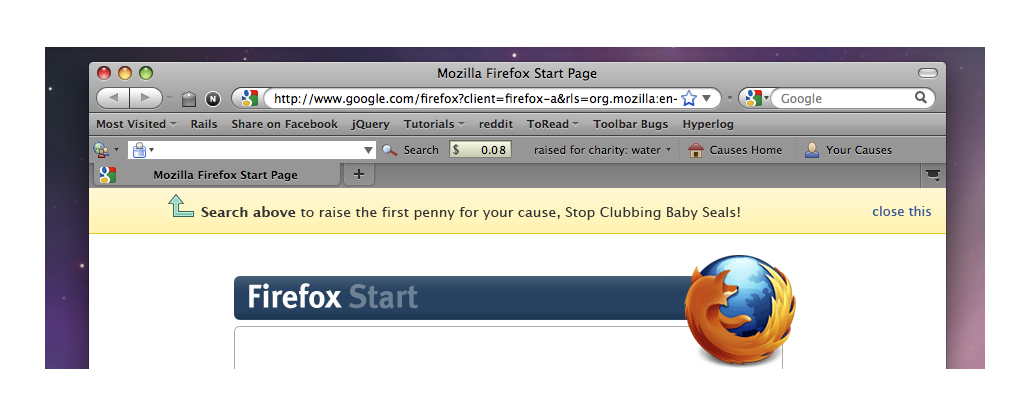 Mozilla Firefox Start Page
N http://www.google.com/firefox?client=firefox-a&rls=org.mozilla:en- Google
Most Visited Rails Share on Facebook jQuery Tutorials reddit ToRead Toolbar Bugs Hyperlog
Search $ 0.08 raised for charity: water Causes Home Your Causes
Mozilla Firefox Start Page +
Search above to raise the first penny for your cause, Stop Clubbing Baby Seals! close this
Firefox Start